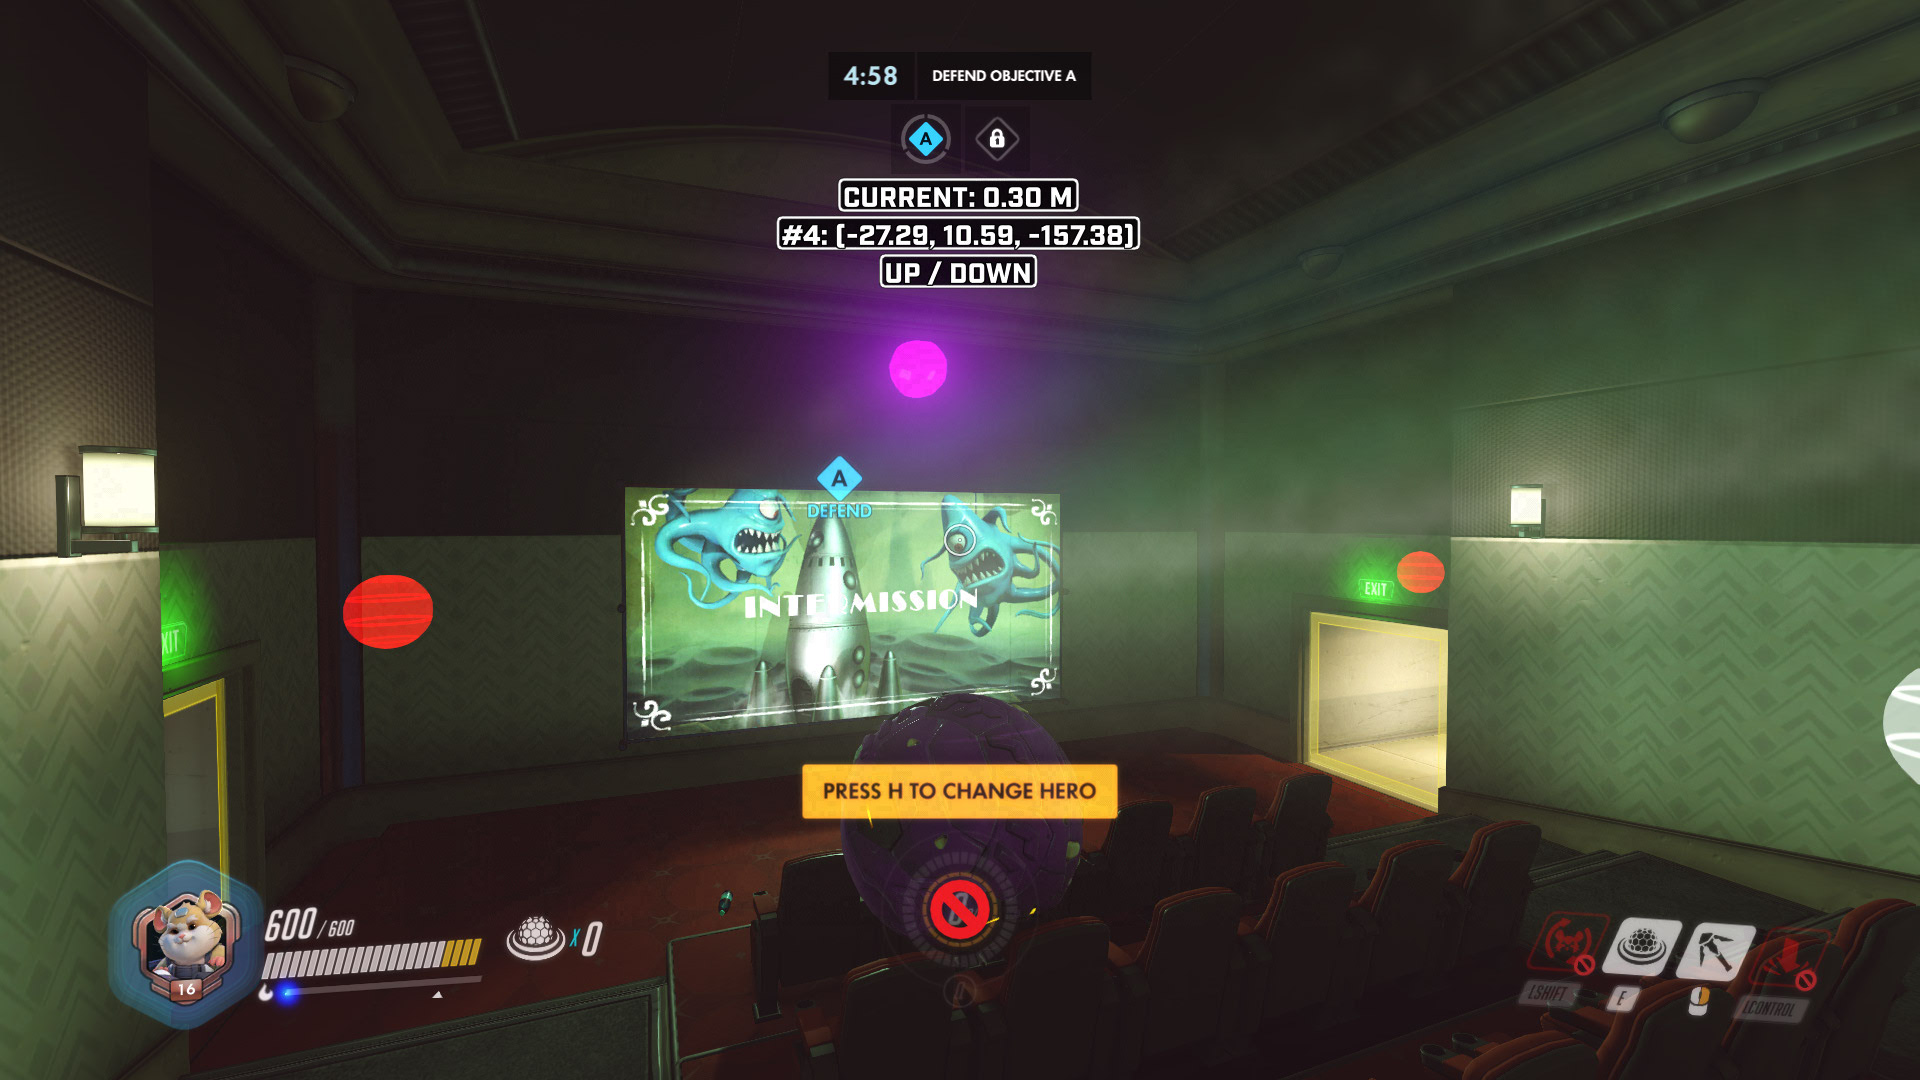 4:58 DEFEND OBJECTIVE A
A
CURRENT: 0.30 M
#4: (-27.29, 10.59, -157.38)
UP / DOWN
A
DEFEND
INTERMISSION
EXIT
XIT
PRESS H TO CHANGE HERO
600/600
X 0
16
LSHIFT
E
LCONTROL